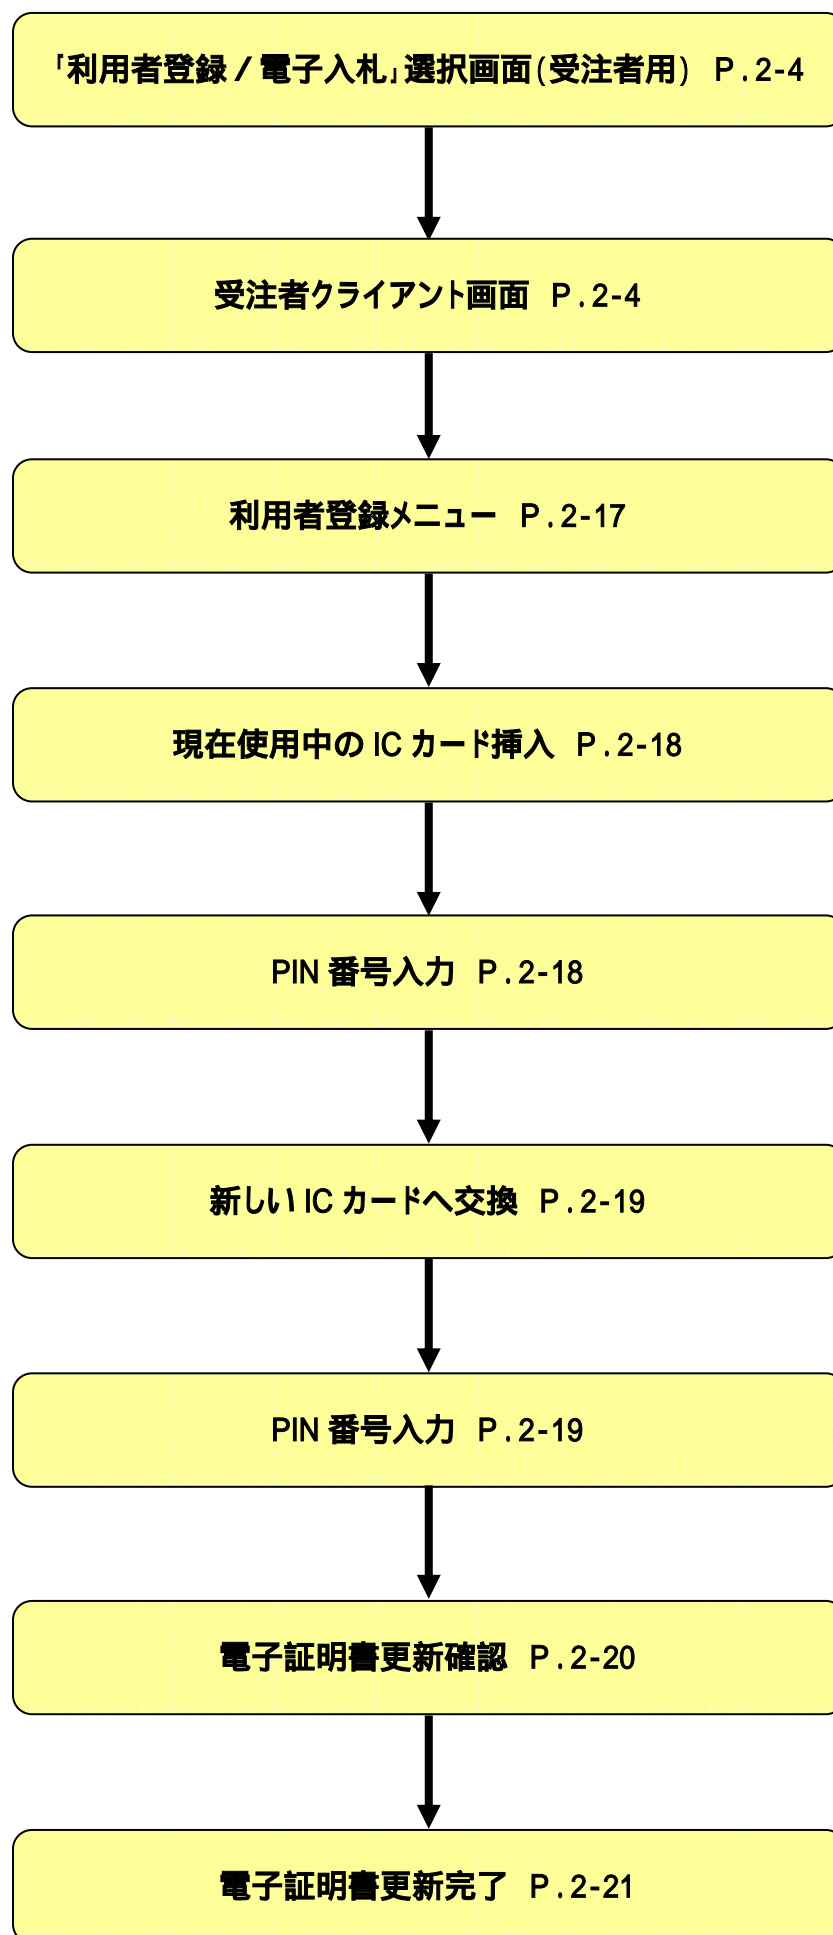 「利用者登録/電子入札」選択画面(受注者用) P.2-4
受注者クライアント画面 P.2-4
利用者登録メニュー P.2-17
現在使用中の IC カード挿入 P.2-18
PIN 番号入力 P.2-18
新しい IC カードへ交換 P.2-19
PIN 番号入力 P.2-19
電子証明書更新確認 P.2-20
電子証明書更新完了 P.2-21